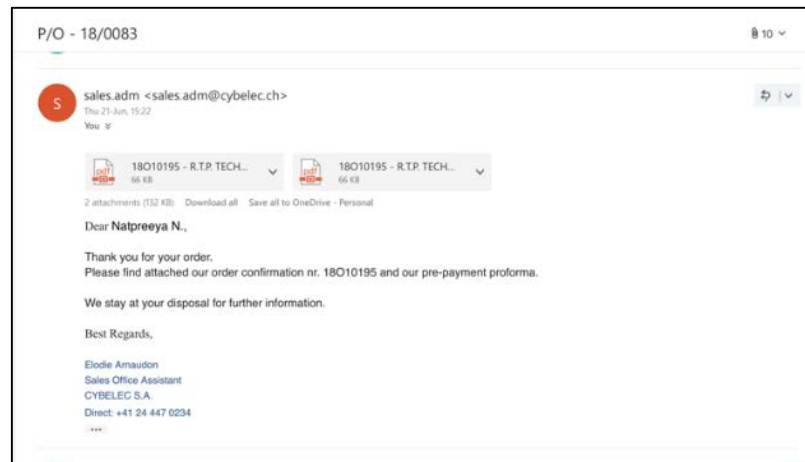 P/O - 18/0083
10
S
sales.adm <sales.adm@cybelec.ch>
Thu 21-Jun, 15:22
You
pdf
18O10195 - R.T.P. TECH...
66 KB
pdf
18O10195 - R.T.P. TECH...
66 KB
2 attachments (132 KB) Download all Save all to OneDrive - Personal
Dear Natpreeya N.,
Thank you for your order.
Please find attached our order confirmation nr. 18O10195 and our pre-payment proforma.
We stay at your disposal for further information.
Best Regards,
Elodie Arnaudon
Sales Office Assistant
CYBELEC S.A.
Direct: +41 24 447 0234
...